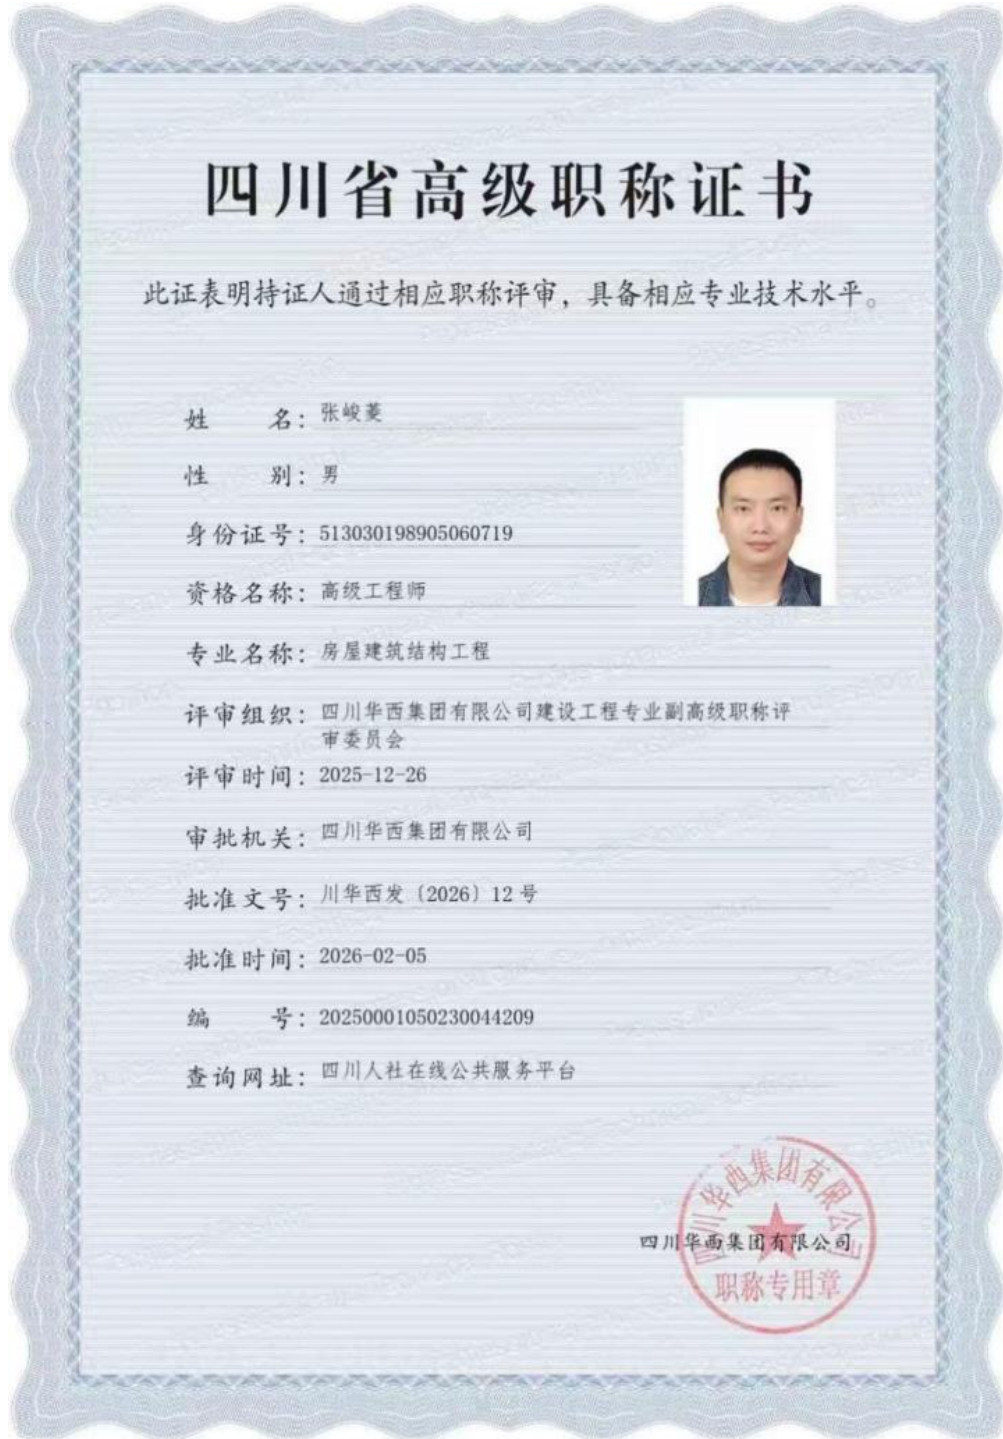 四川省高级职称证书
此证表明持证人通过相应职称评审，具备相应专业技术水平。
姓 名：张峻菱
性 别：男
身份证号：513030198905060719
资格名称：高级工程师
专业名称：房屋建筑结构工程
评审组织：四川华西集团有限公司建设工程专业副高级职称评
审委员会
评审时间：2025-12-26
审批机关：四川华西集团有限公司
批准文号：川华西发〔2026〕12 号
批准时间：2026-02-05
编 号：20250001050230044209
查询网址：四川人社在线公共服务平台
四川华西集团有限公司
四川华西集团有限公司
职称专用章